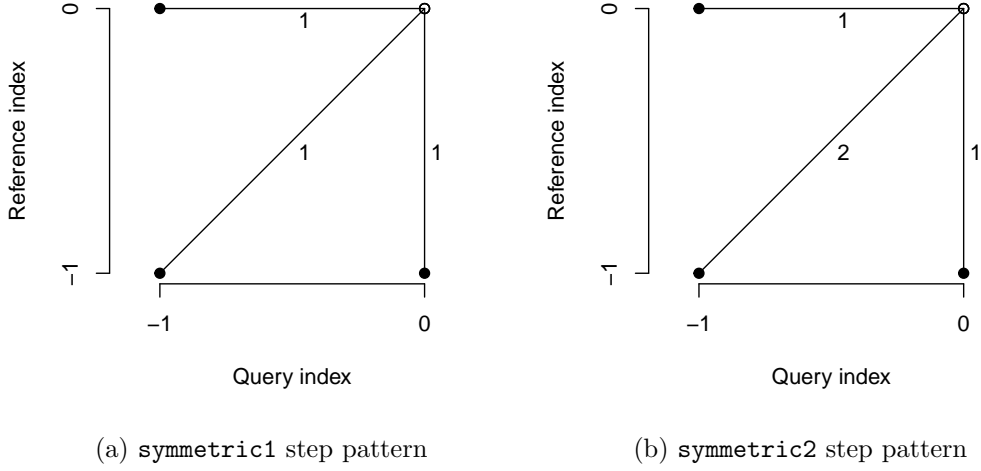 0
1
Reference index
1
1
−1
−1
0
Query index
(a) symmetric1 step pattern
0
1
Reference index
2
1
−1
−1
0
Query index
(b) symmetric2 step pattern